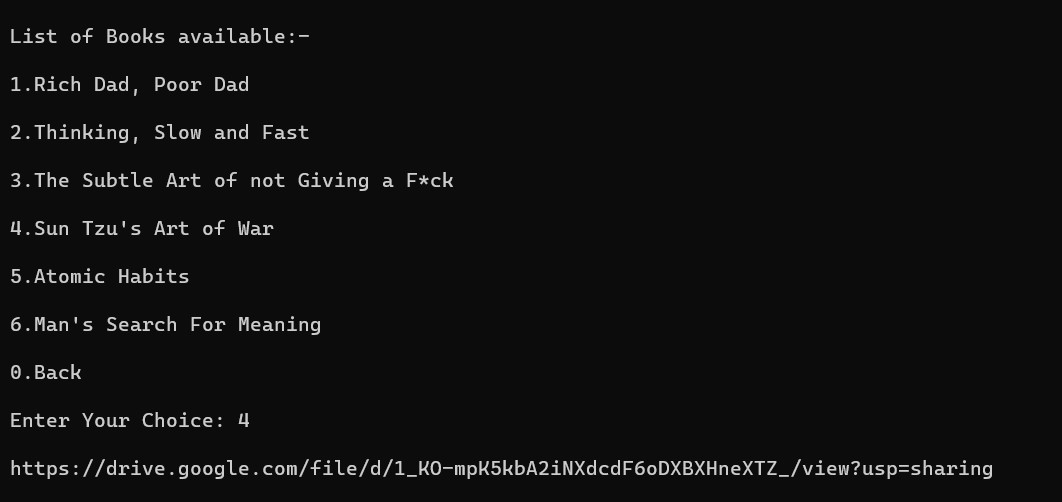 List of Books available:-
1.Rich Dad, Poor Dad
2.Thinking, Slow and Fast
3.The Subtle Art of not Giving a F*ck
4.Sun Tzu's Art of War
5.Atomic Habits
6.Man's Search For Meaning
0.Back
Enter Your Choice: 4
https://drive.google.com/file/d/1_KO-mpK5kbA2iNXdcdF6oDXBXHneXTZ_/view?usp=sharing